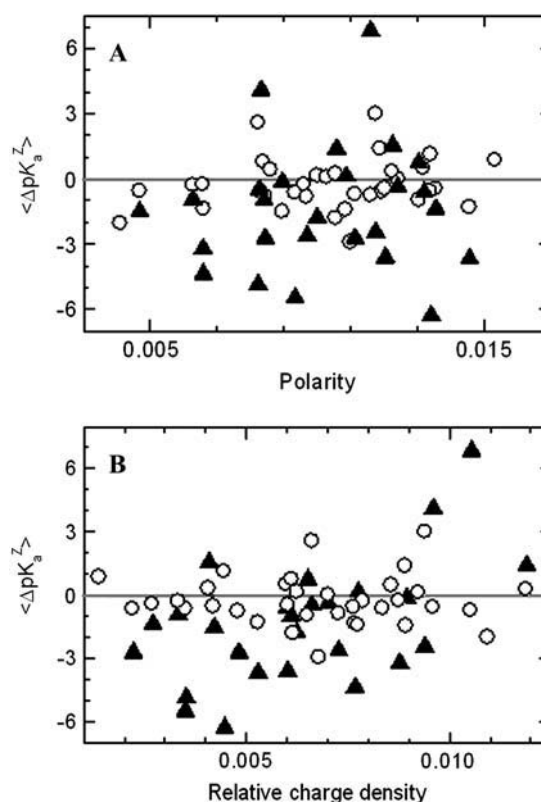 A
<ΔpKaZ>
6
3
0
-3
-6
0.005 0.015
Polarity
B
<ΔpKaZ>
6
3
0
-3
-6
0.005 0.010
Relative charge density